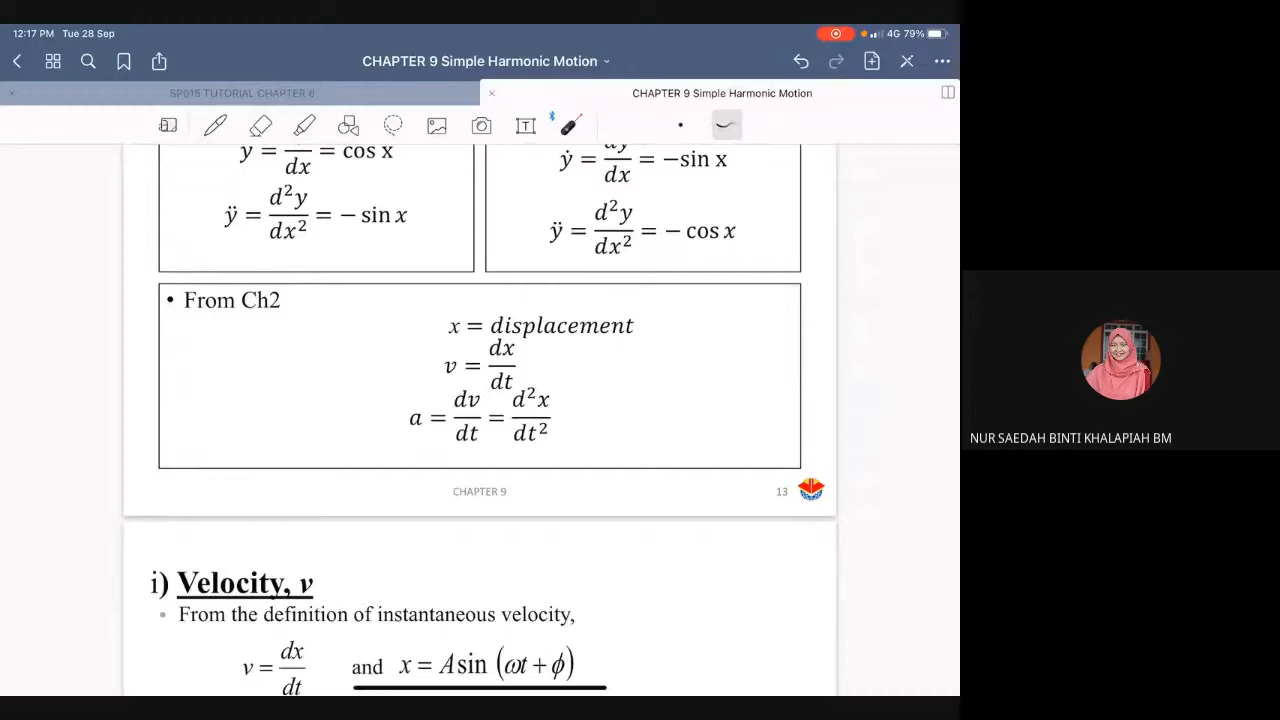 12:17 PM Tue 28 Sep
4G 79%
CHAPTER 9 Simple Harmonic Motion
SP015 TUTORIAL CHAPTER 8
CHAPTER 9 Simple Harmonic Motion
T
y = /dx = cos x
ÿ = d²y/dx² = − sin x
ẏ = dy/dx = −sin x
ÿ = d²y/dx² = − cos x
• From Ch2
x = displacement
v = dx/dt
a = dv/dt = d²x/dt²
CHAPTER 9
13
i) Velocity, v
• From the definition of instantaneous velocity,
v = dx/dt and x = A sin (ωt + ϕ)
NUR SAEDAH BINTI KHALAPIAH BM